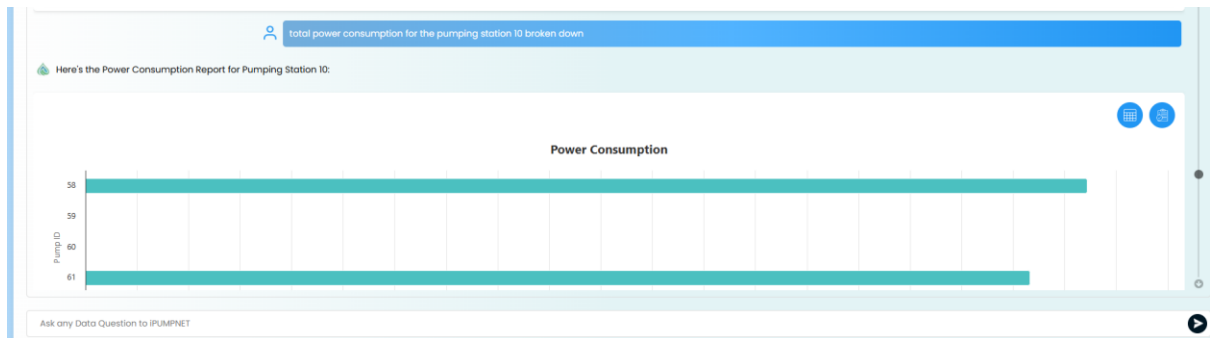 total power consumption for the pumping station 10 broken down
Here's the Power Consumption Report for Pumping Station 10:
Power Consumption
58
59
60
61
Pump ID
Ask any Data Question to iPUMPNET